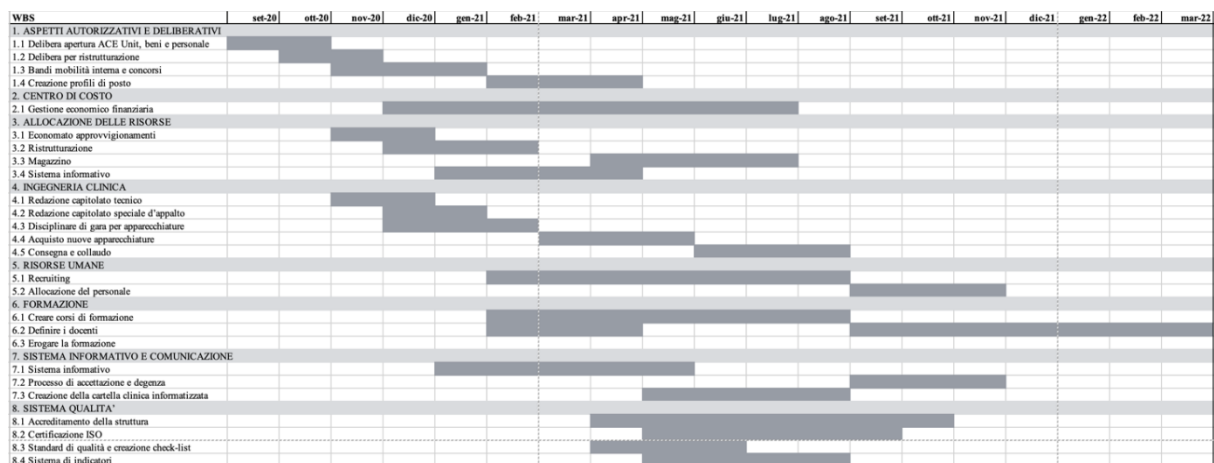 WBS set-20 ott-20 nov-20 dic-20 gen-21 feb-21 mar-21 apr-21 mag-21 giu-21 lug-21 ago-21 set-21 ott-21 nov-21 dic-21 gen-22 feb-22 mar-22
1. ASPETTI AUTORIZZATIVI E DELIBERATIVI
1.1 Delibera apertura ACE Unit, beni e personale
1.2 Delibera per ristrutturazione
1.3 Bandi mobilità interna e concorsi
1.4 Creazione profili di posto
2. CENTRO DI COSTO
2.1 Gestione economico finanziaria
3. ALLOCAZIONE DELLE RISORSE
3.1 Economato approvvigionamenti
3.2 Ristrutturazione
3.3 Magazzino
3.4 Sistema informativo
4. INGEGNERIA CLINICA
4.1 Redazione capitolato tecnico
4.2 Redazione capitolato speciale d’appalto
4.3 Disciplinare di gara per apparecchiature
4.4 Acquisto nuove apparecchiature
4.5 Consegna e collaudo
5. RISORSE UMANE
5.1 Recruiting
5.2 Allocazione del personale
6. FORMAZIONE
6.1 Creare corsi di formazione
6.2 Definire i docenti
6.3 Erogare la formazione
7. SISTEMA INFORMATIVO E COMUNICAZIONE
7.1 Sistema informativo
7.2 Processo di accettazione e degenza
7.3 Creazione della cartella clinica informatizzata
8. SISTEMA QUALITA’
8.1 Accreditamento della struttura
8.2 Certificazione ISO
8.3 Standard di qualità e creazione check-list
8.4 Sistema di indicatori